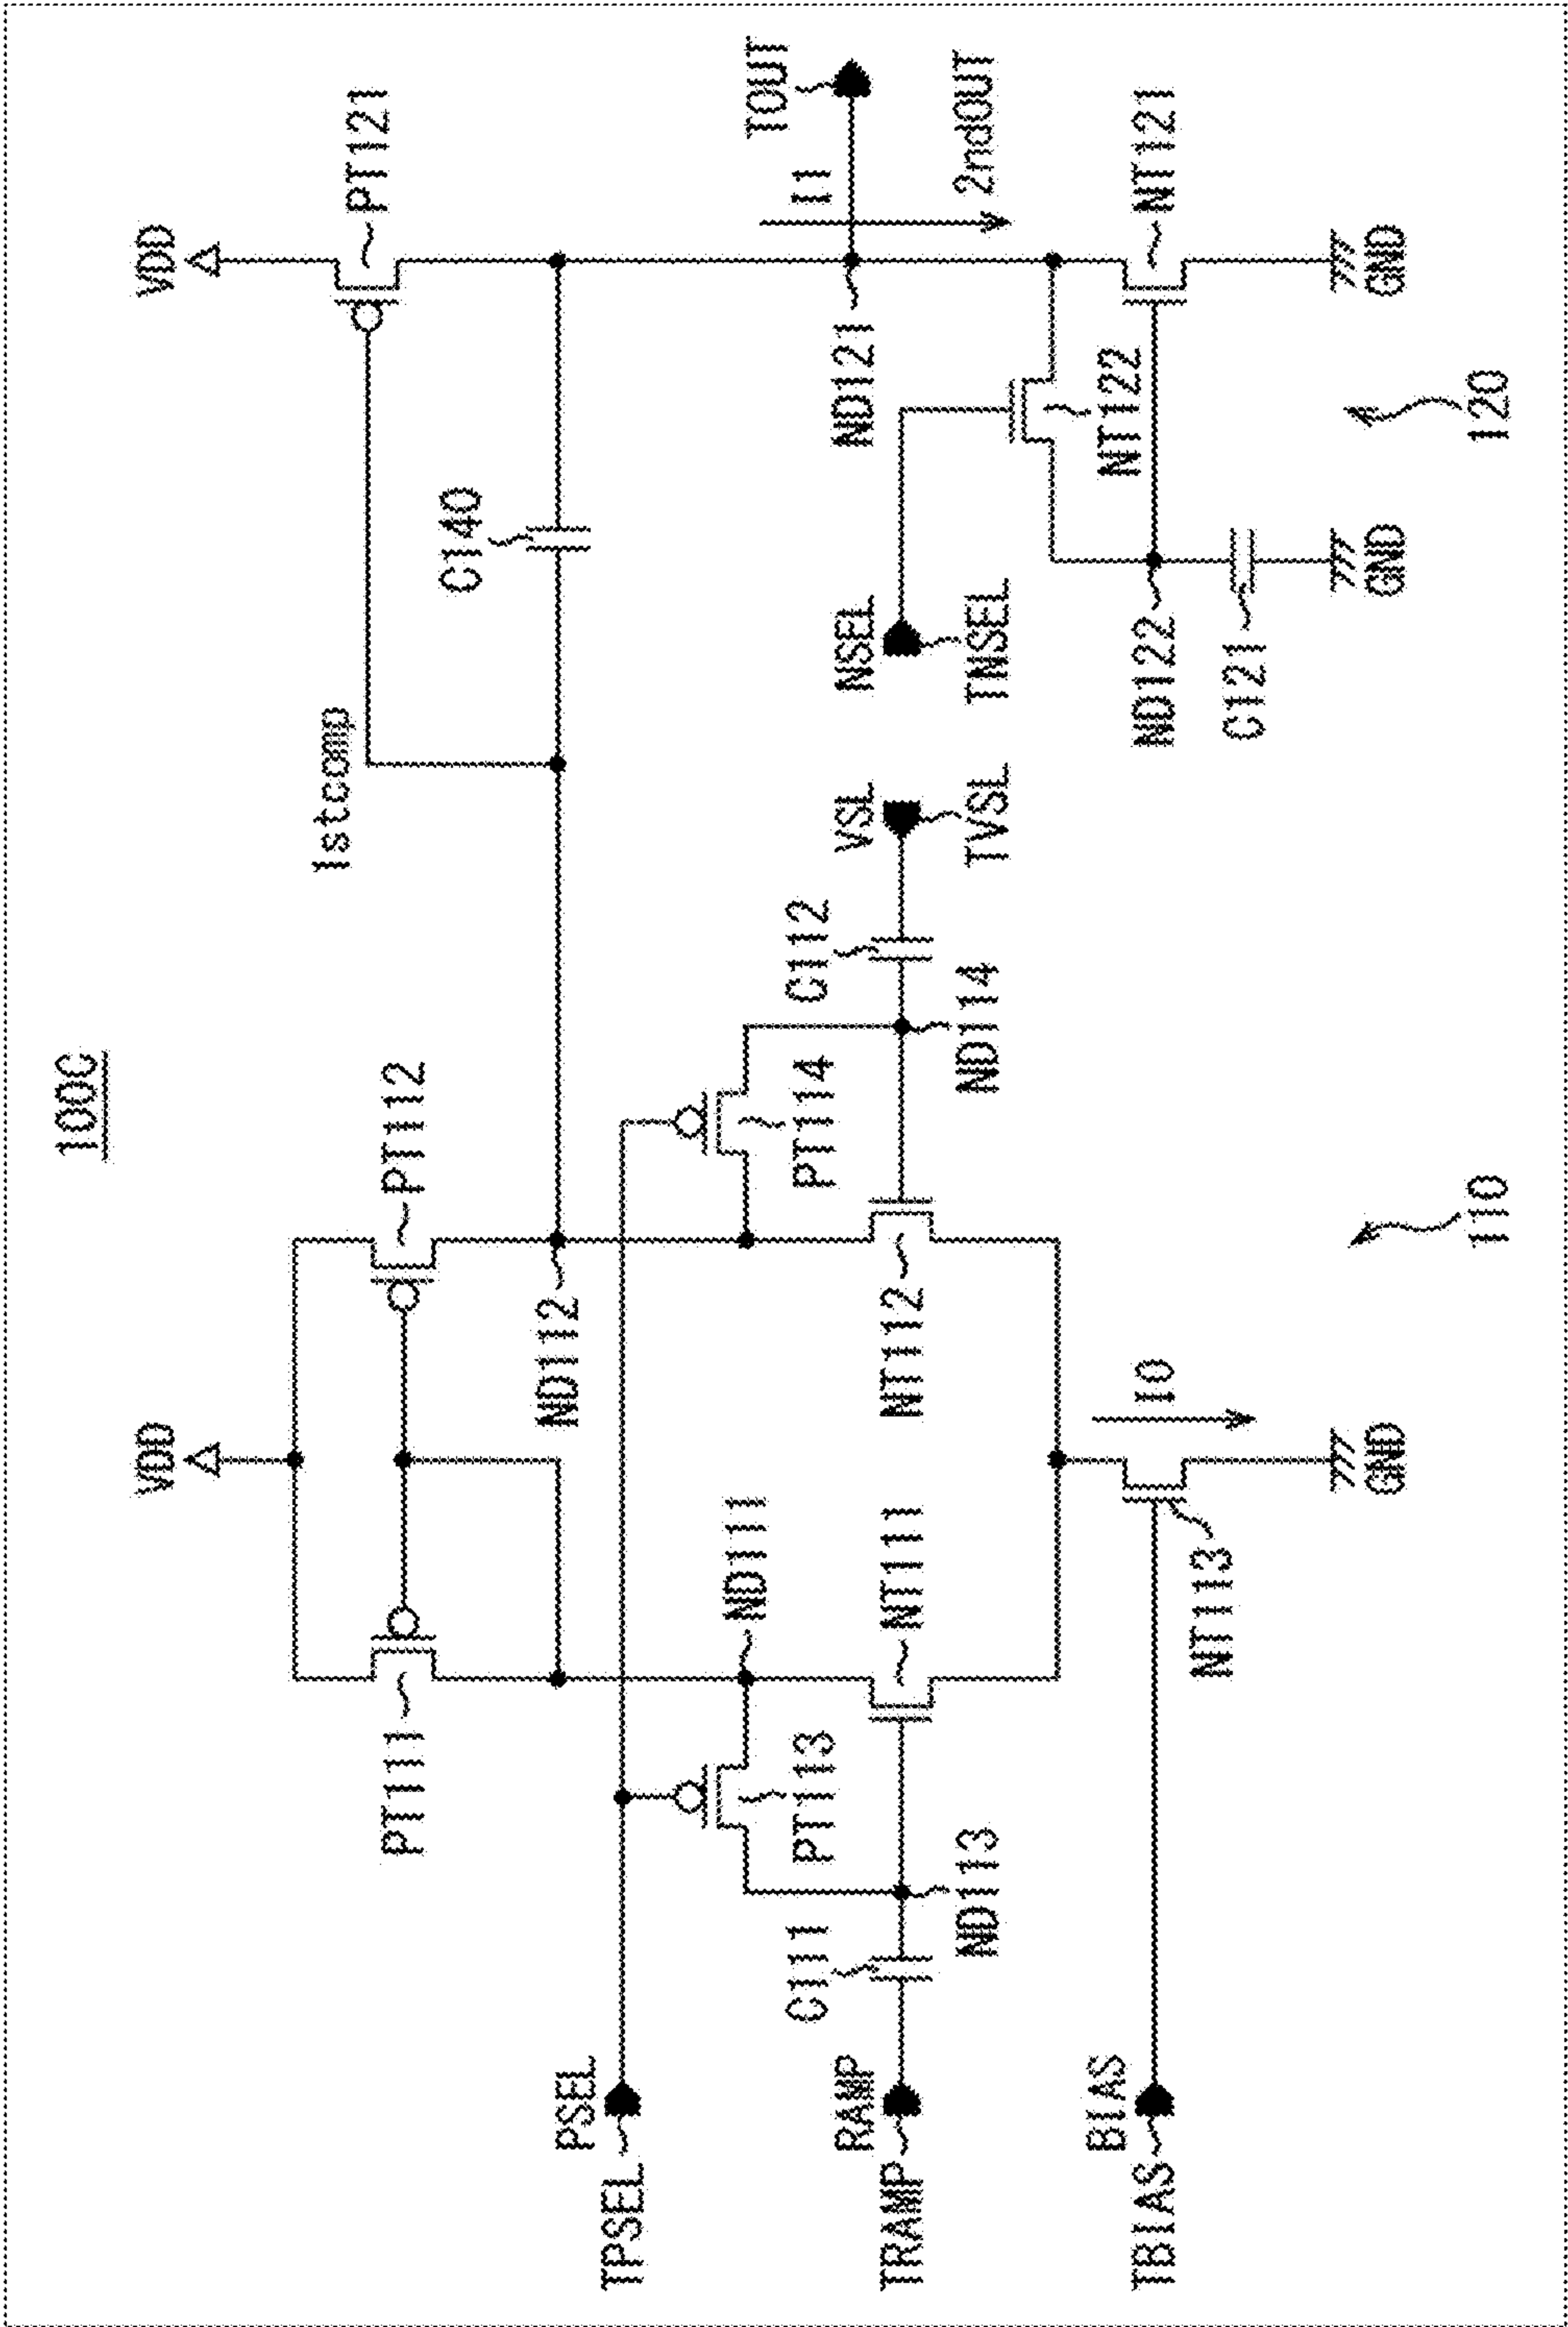 100C
VDD
VDD
PT111
PT112
PT121
1stcomp
C140
ND112
PSEL
TPSEL
ND111
PT113
PT114
C111
C112
RAMP
TRAMP
ND113
NT111
NT112
ND114
VSL
TVSL
NSEL
TNSEL
ND121
TOUT
I1
2ndOUT
NT122
NT121
ND122
C121
BIAS
TBIAS
NT113
I0
GND
GND
GND
110
120